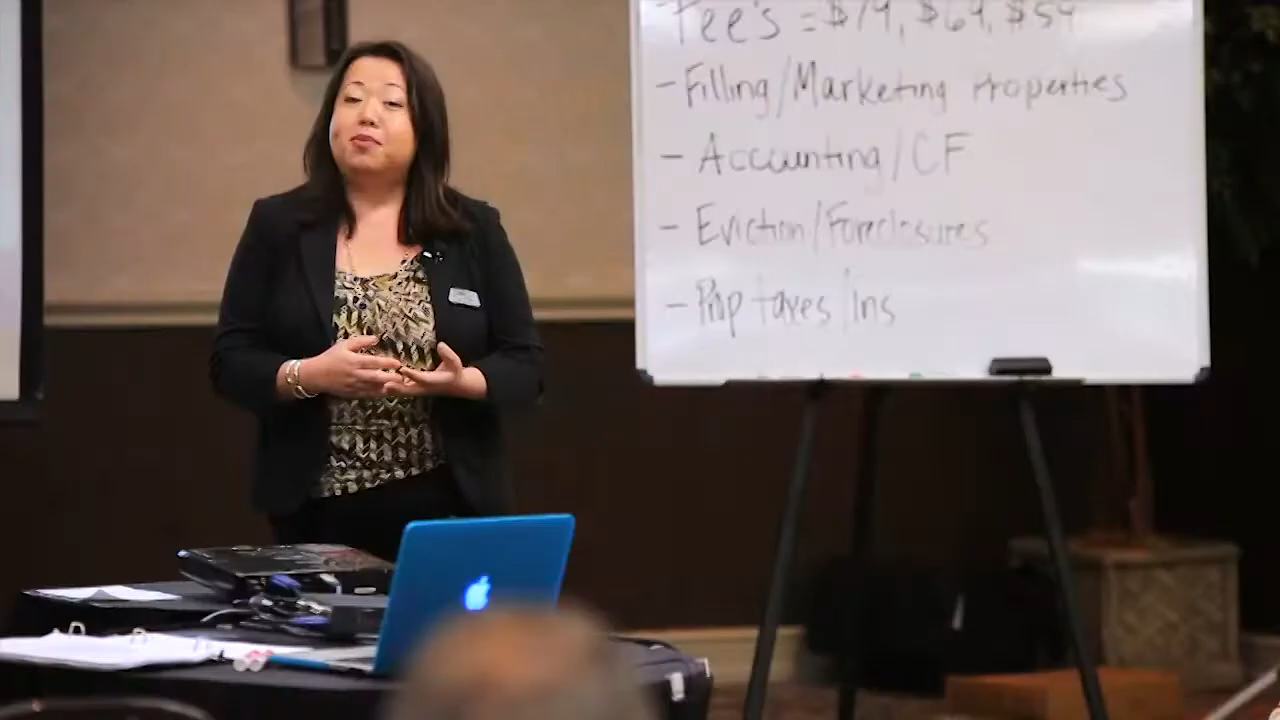 Fee's = $79, $69, $59
- Filling/Marketing Properties
- Accounting/CF
- Eviction/Foreclosures
- Prop taxes/Ins